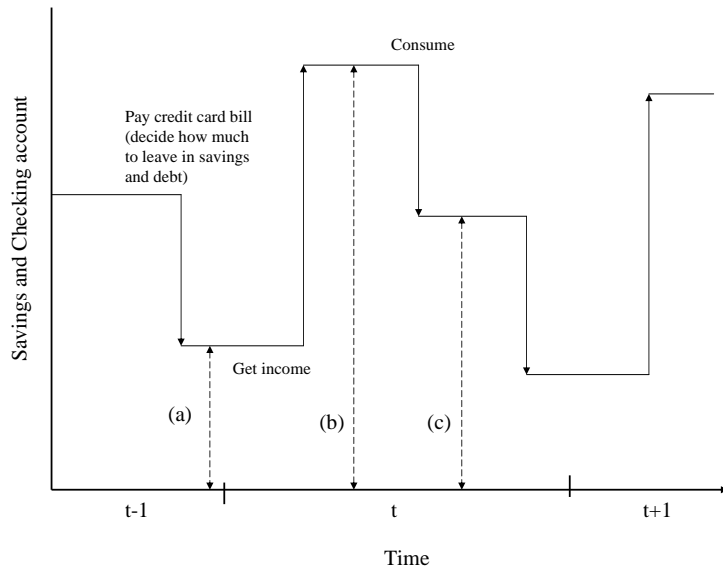 Consume
Pay credit card bill
(decide how much
to leave in savings
and debt)
Savings and Checking account
Get income
(a)
(b)
(c)
t-1
t
t+1
Time